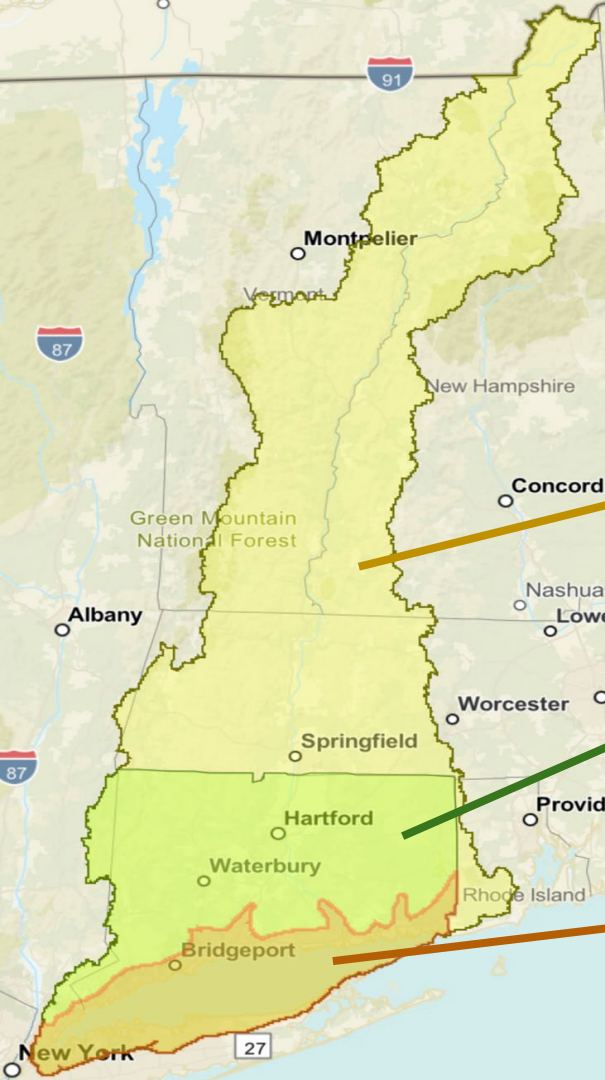 91
Montpelier
Vermont
87
New Hampshire
Concord
Green Mountain
National Forest
Nashua
Albany
Lowe
Worcester
Springfield
87
Provid
Hartford
Waterbury
Rhode Island
Bridgeport
27
New York